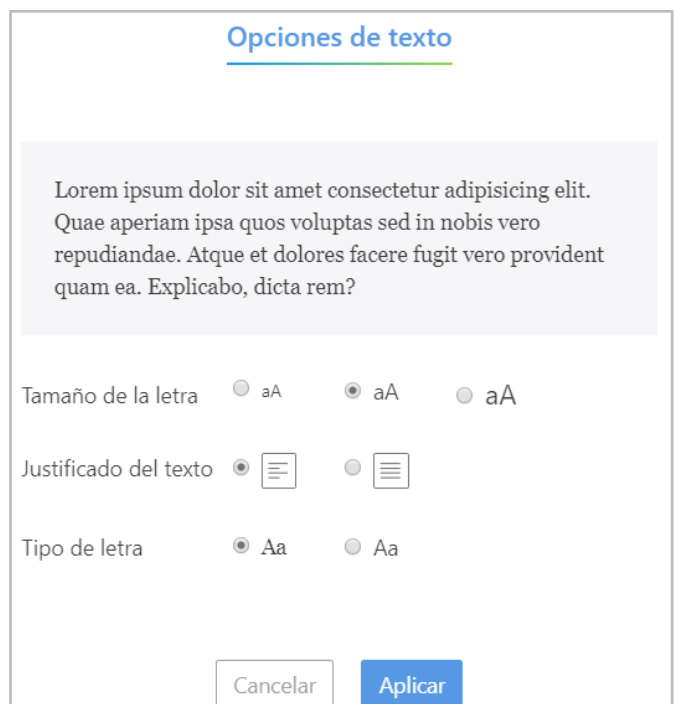 Opciones de texto
Lorem ipsum dolor sit amet consectetur adipisicing elit.
Quae aperiam ipsa quos voluptas sed in nobis vero
repudiandae. Atque et dolores facere fugit vero provident
quam ea. Explicabo, dicta rem?
Tamaño de la letra aA aA aA
Justificado del texto
Tipo de letra Aa Aa
Cancelar Aplicar